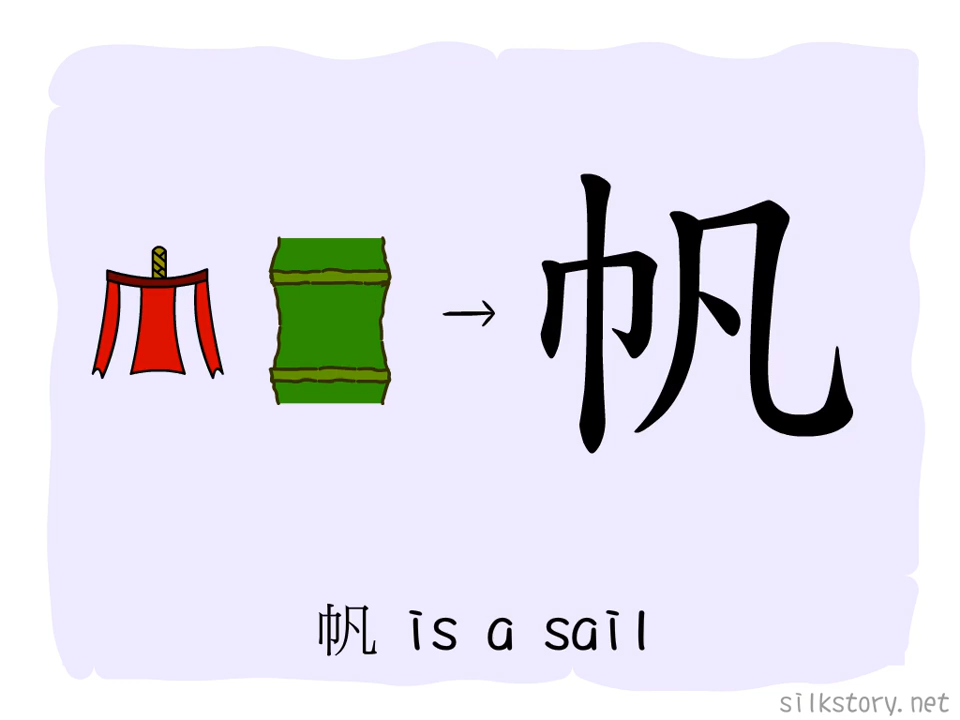 → 帆
帆 is a sail
silkstory.net